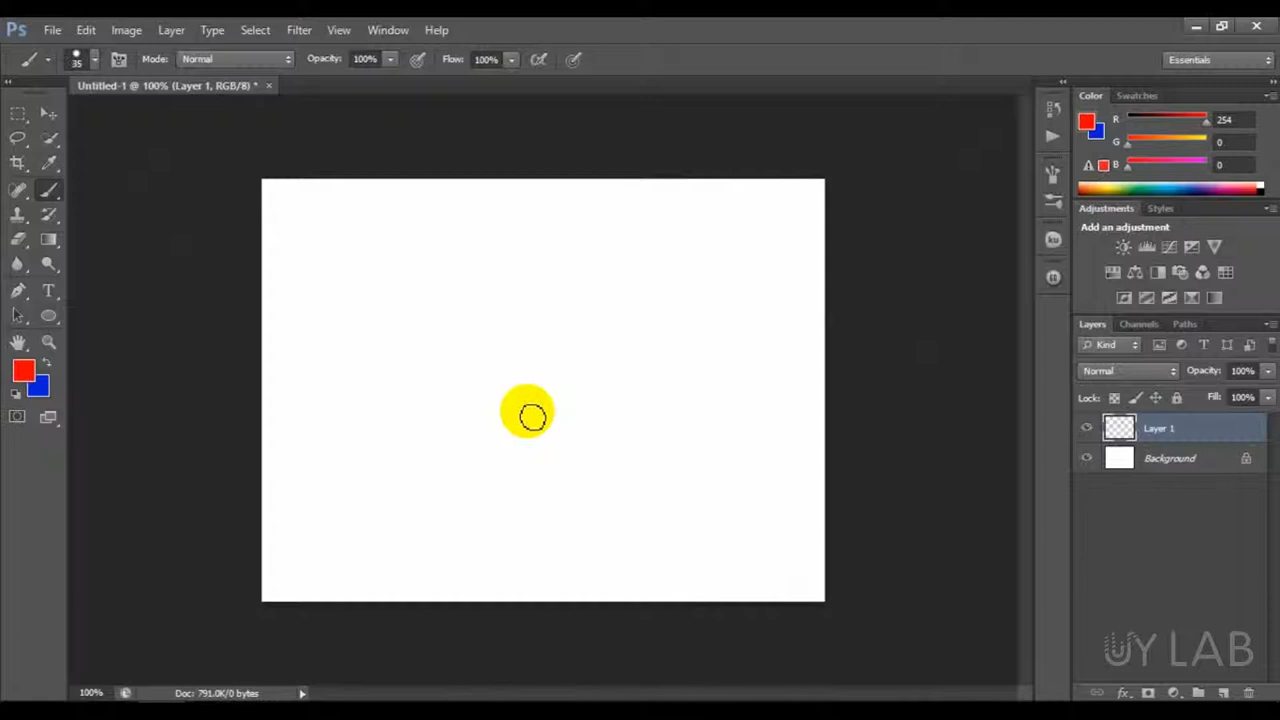 Ps File Edit Image Layer Type Select Filter View Window Help
35 Mode: Normal Opacity: 100% Flow: 100% Essentials
Untitled-1 @ 100% (Layer 1, RGB/8) * ×
Color Swatches
R 254
G 0
B 0
Adjustments Styles
Add an adjustment
Layers Channels Paths
Kind
Normal Opacity: 100%
Lock: Fill: 100%
Layer 1
Background
UY LAB
100% Doc: 791.0K/0 bytes